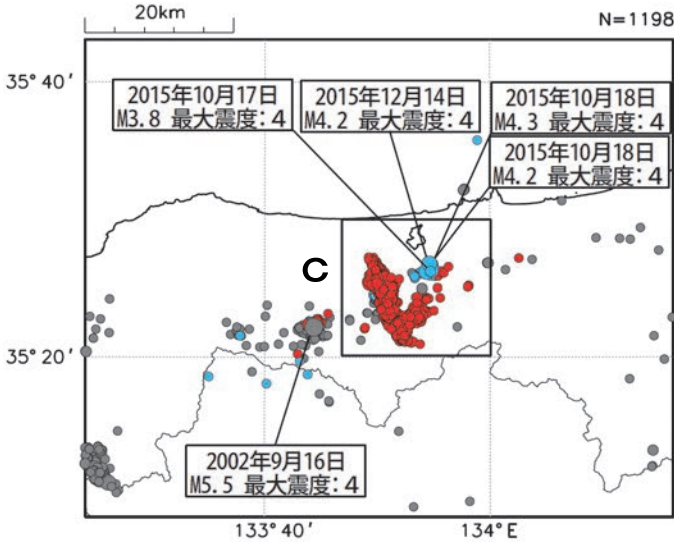 20km
N=1198
35°40′
2015年10月17日
M3.8 最大震度:4
2015年12月14日
M4.2 最大震度:4
2015年10月18日
M4.3 最大震度:4
2015年10月18日
M4.2 最大震度:4
C
35°20′
2002年9月16日
M5.5 最大震度:4
133°40′
134°E